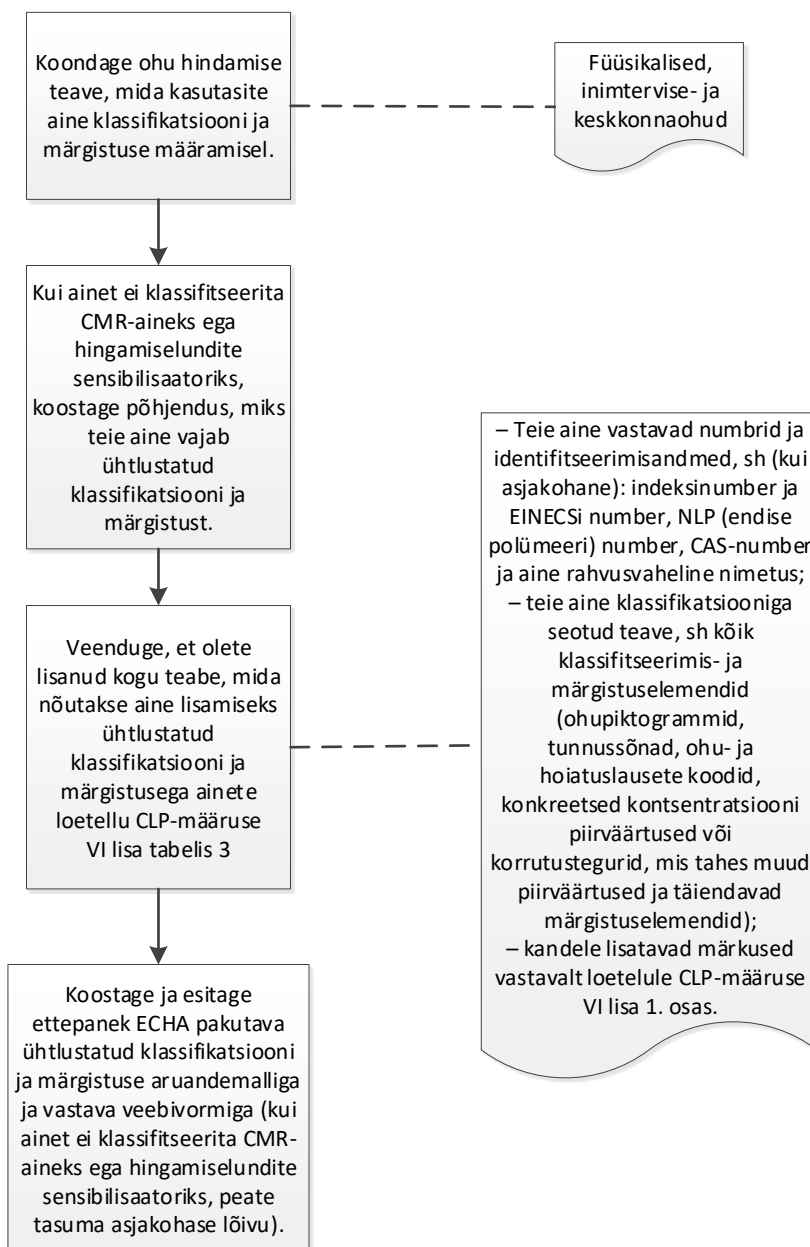 Koondage ohu hindamise
teave, mida kasutasite
aine klassifikatsiooni ja
märgistuse määramisel.
Füüsikalised,
inimtervise- ja
keskkonnaohud
Kui ainet ei klassifitseerita
CMR-aineks ega
hingamiselundite
sensibilisaatoriks,
koostage põhjendus, miks
teie aine vajab
ühtlustatud
klassifikatsiooni ja
märgistust.
Veenduge, et olete
lisanud kogu teabe, mida
nõutakse aine lisamiseks
ühtlustatud
klassifikatsiooni ja
märgistusega ainete
loetellu CLP-määruse
VI lisa tabelis 3
– Teie aine vastavad numbrid ja
identifitseerimisandmed, sh (kui
asjakohane): indeksinumber ja
EINECSi number, NLP (endise
polümeeri) number, CAS-number
ja aine rahvusvaheline nimetus;
– teie aine klassifikatsiooniga
seotud teave, sh kõik
klassifitseerimis- ja
märgistuselemendid
(ohupiktogrammid,
tunnussõnad, ohu- ja
hoiatuslausete koodid,
konkreetsed kontsentratsiooni
piirväärtused või
korrutustegurid, mis tahes muud
piirväärtused ja täiendavad
märgistuselemendid);
– kandele lisatavad märkused
vastavalt loetelule CLP-määruse
VI lisa 1. osas.
Koostage ja esitage
ettepanek ECHA pakutava
ühtlustatud klassifikatsiooni
ja märgistuse aruandemalliga
ja vastava veebivormiga (kui
ainet ei klassifitseerita CMR-
aineks ega hingamiselundite
sensibilisaatoriks, peate
tasuma asjakohase lõivu).